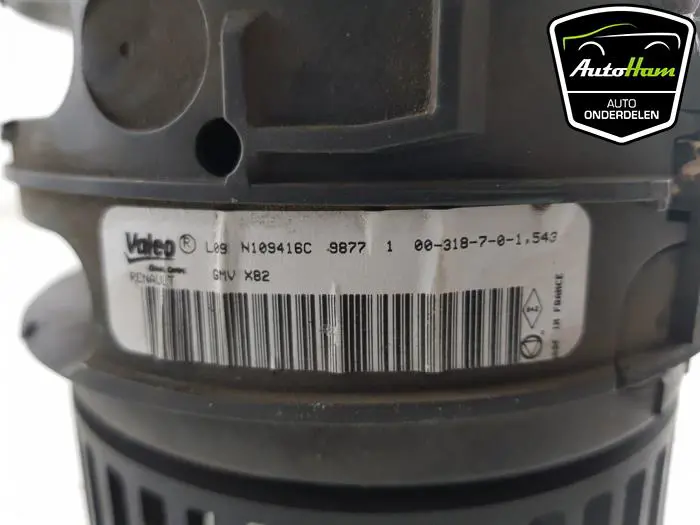 AutoHam
AUTO
ONDERDELEN
Valeo ® L09 N109416C 9877 1 00-318-7-0-1,543
RENAULT GMV X82
MADE IN FRANCE